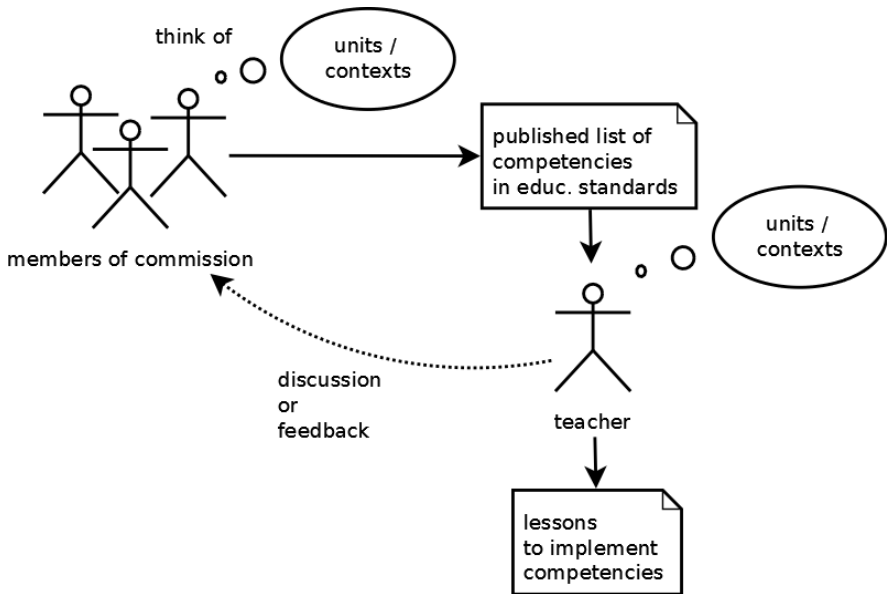 think of
units /
contexts
published list of
competencies
in educ. standards
members of commission
units /
contexts
discussion
or
feedback
teacher
lessons
to implement
competencies